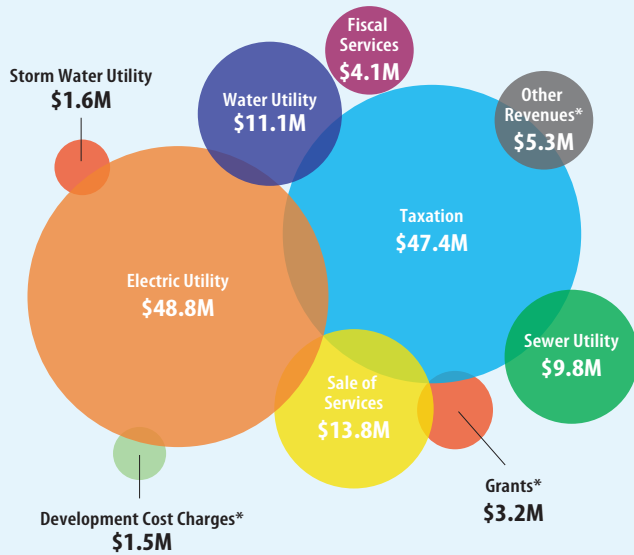 Fiscal
Services
$4.1M
Storm Water Utility
$1.6M
Water Utility
$11.1M
Other
Revenues*
$5.3M
Taxation
$47.4M
Electric Utility
$48.8M
Sewer Utility
$9.8M
Sale of
Services
$13.8M
Grants*
$3.2M
Development Cost Charges*
$1.5M